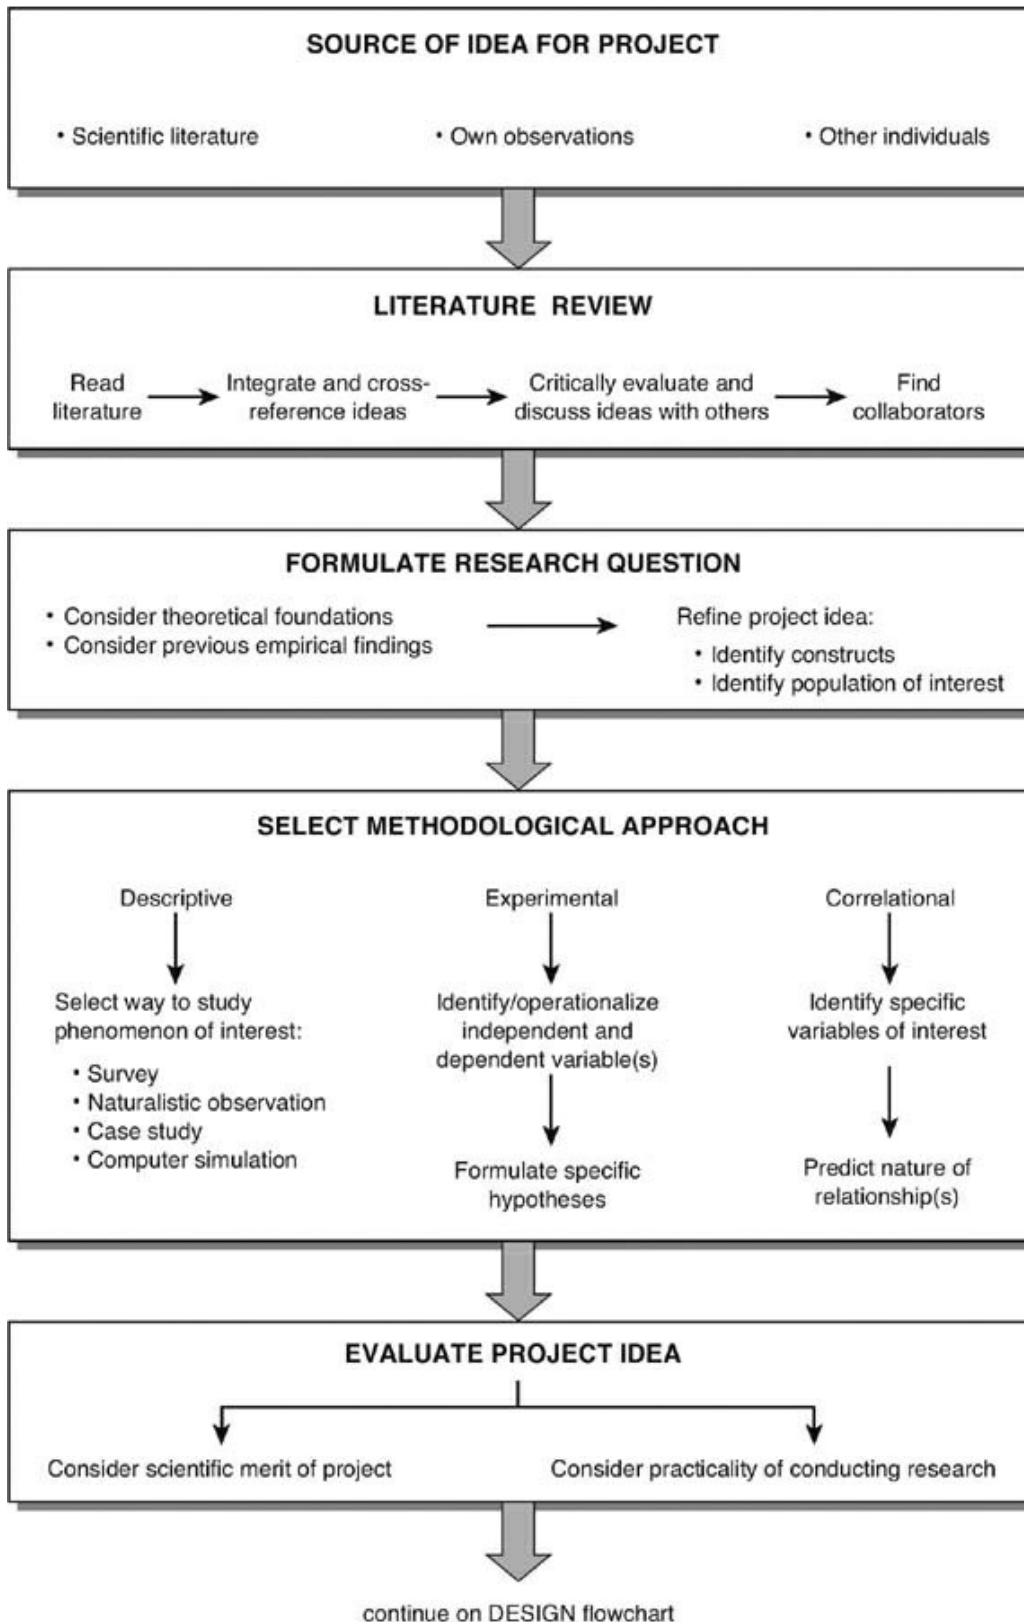 SOURCE OF IDEA FOR PROJECT
• Scientific literature
• Own observations
• Other individuals
LITERATURE REVIEW
Read
literature
Integrate and cross-
reference ideas
Critically evaluate and
discuss ideas with others
Find
collaborators
FORMULATE RESEARCH QUESTION
• Consider theoretical foundations
• Consider previous empirical findings
Refine project idea:
• Identify constructs
• Identify population of interest
SELECT METHODOLOGICAL APPROACH
Descriptive
Select way to study
phenomenon of interest:
• Survey
• Naturalistic observation
• Case study
• Computer simulation
Experimental
Identify/operationalize
independent and
dependent variable(s)
Formulate specific
hypotheses
Correlational
Identify specific
variables of interest
Predict nature of
relationship(s)
EVALUATE PROJECT IDEA
Consider scientific merit of project
Consider practicality of conducting research
continue on DESIGN flowchart